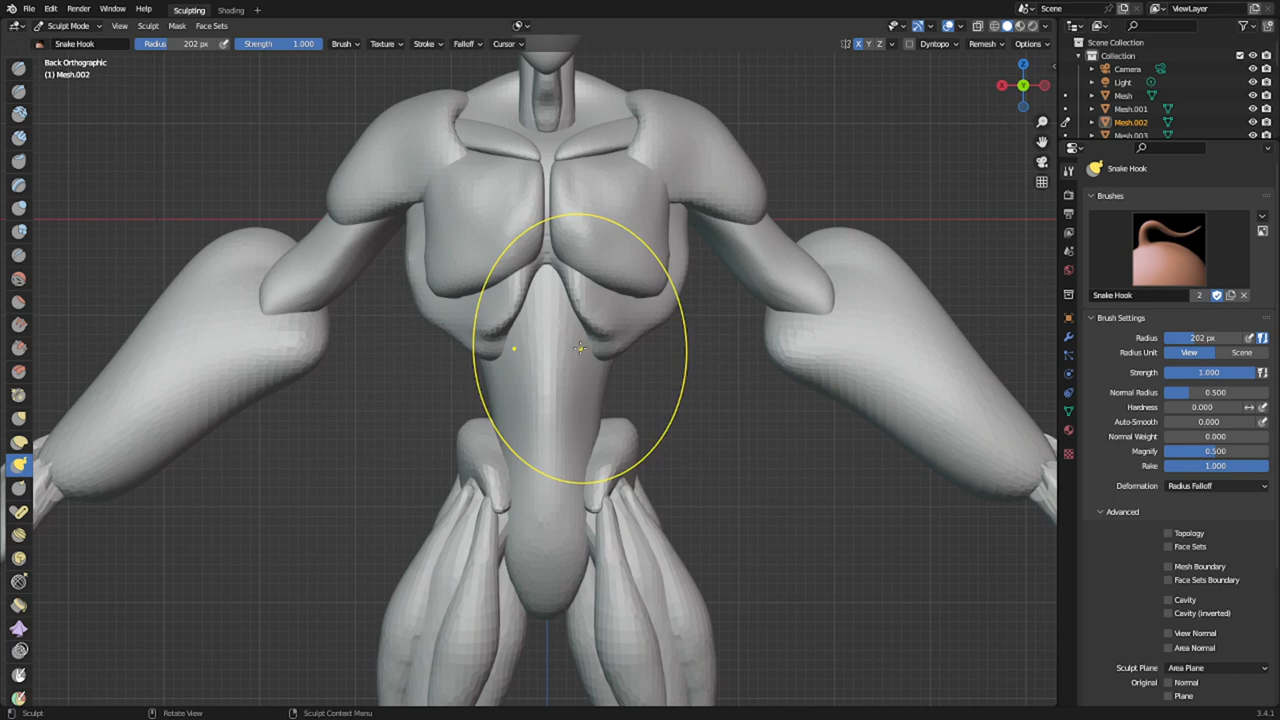 File Edit Render Window Help Sculpting Shading + Scene ViewLayer
Sculpt Mode View Sculpt Mask Face Sets
Snake Hook Radius 202 px Strength 1.000 Brush Texture Stroke Falloff Cursor X Y Z Dyntopo Remesh Options
Back Orthographic
(1) Mesh.002
Z
X
Y
Scene Collection
Collection
Camera
Light
Mesh
Mesh.001
Mesh.002
Mesh.003
Snake Hook
Brushes
Snake Hook 2
Brush Settings
Radius 202 px
Radius Unit View Scene
Strength 1.000
Normal Radius 0.500
Hardness 0.000
Auto-Smooth 0.000
Normal Weight 0.000
Magnify 0.500
Rake 1.000
Deformation Radius Falloff
Advanced
Topology
Face Sets
Mesh Boundary
Face Sets Boundary
Cavity
Cavity (inverted)
View Normal
Area Normal
Sculpt Plane Area Plane
Original Normal
Plane
Sculpt Rotate View Sculpt Context Menu 3.4.1